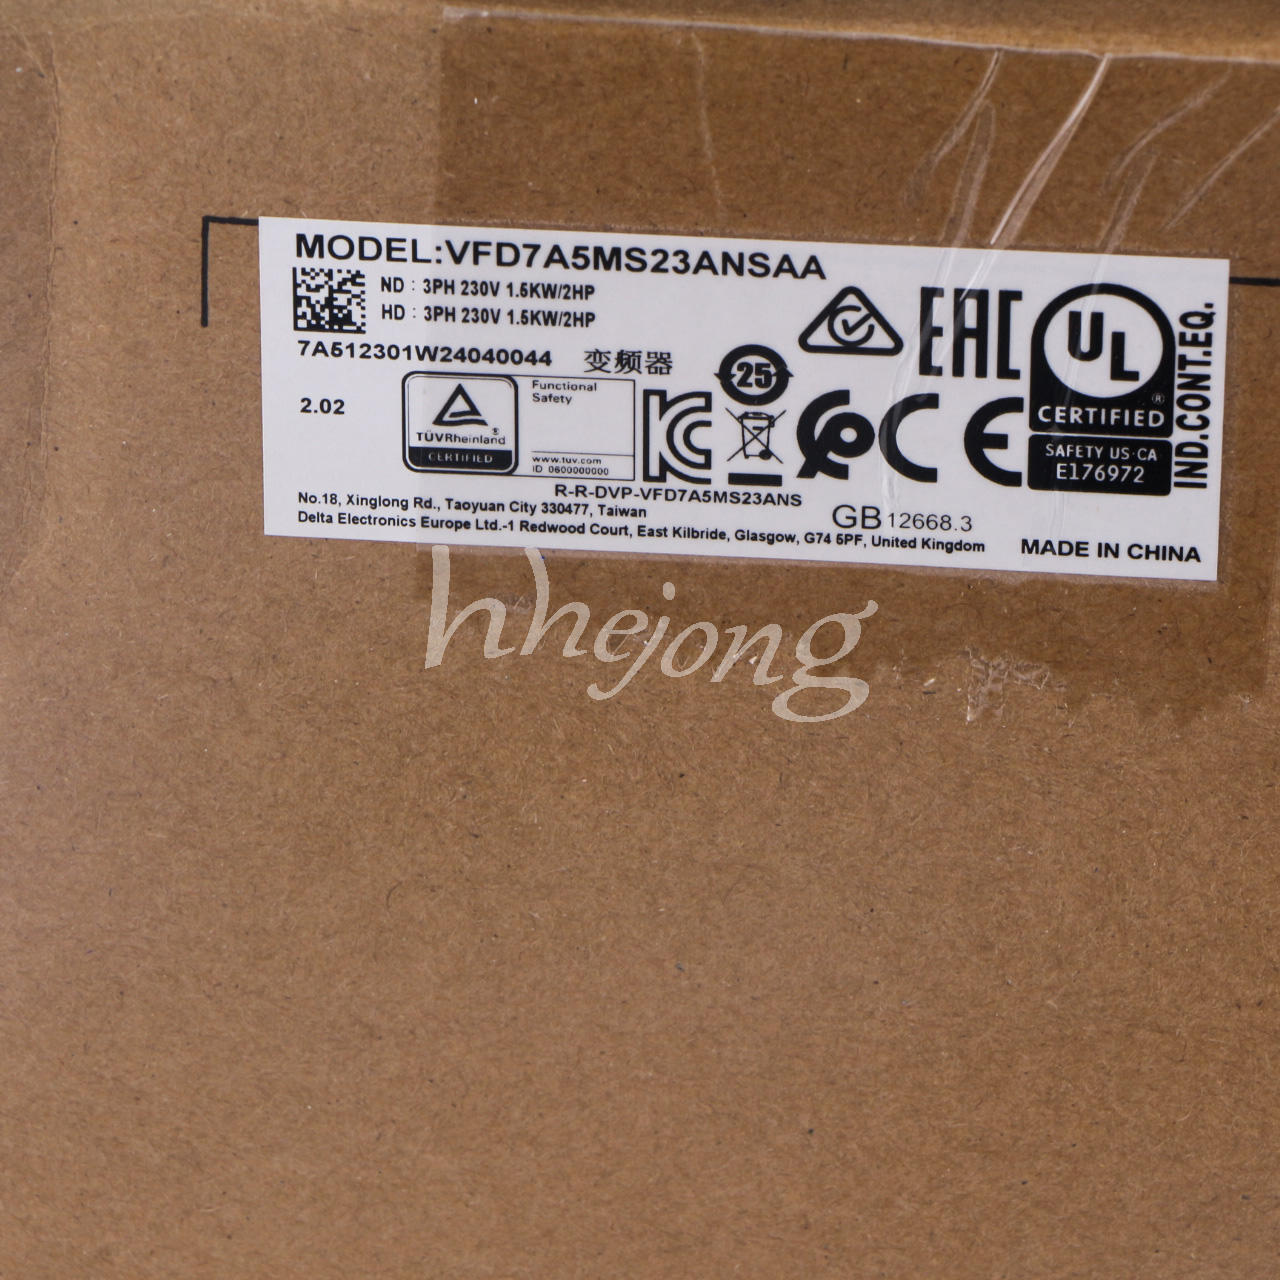 MODEL:VFD7A5MS23ANSAA
ND : 3PH 230V 1.5KW/2HP
HD : 3PH 230V 1.5KW/2HP
7A512301W24040044 变频器
2.02
TÜVRheinland ®
CERTIFIED
Functional
Safety
www.tuv.com
ID 0600000000
25
EAC
UL
®
CERTIFIED
SAFETY US·CA
E176972
IND.CONT.EQ.
CE
R-R-DVP-VFD7A5MS23ANS
No.18, Xinglong Rd., Taoyuan City 330477, Taiwan
Delta Electronics Europe Ltd.-1 Redwood Court, East Kilbride, Glasgow, G74 5PF, United Kingdom
GB 12668.3
MADE IN CHINA
hhejong